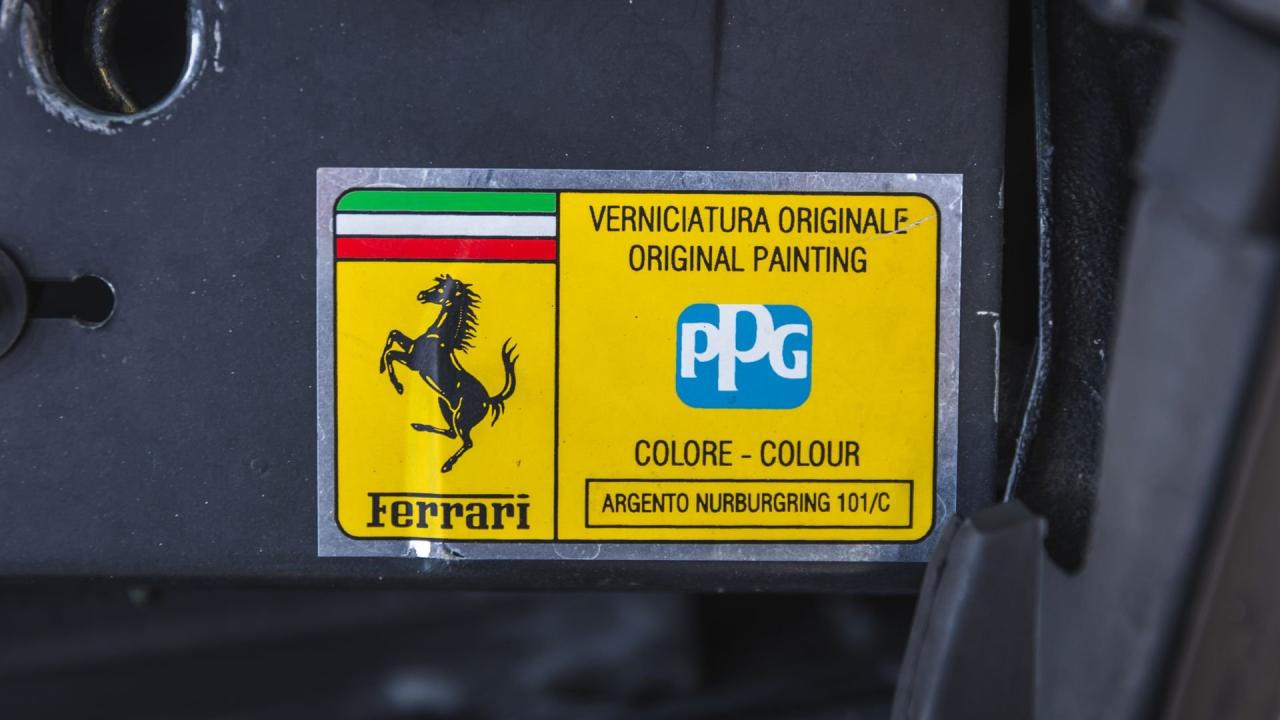 VERNICIATURA ORIGINALE
ORIGINAL PAINTING
PPG
COLORE - COLOUR
ARGENTO NURBURGRING 101/C
Ferrari